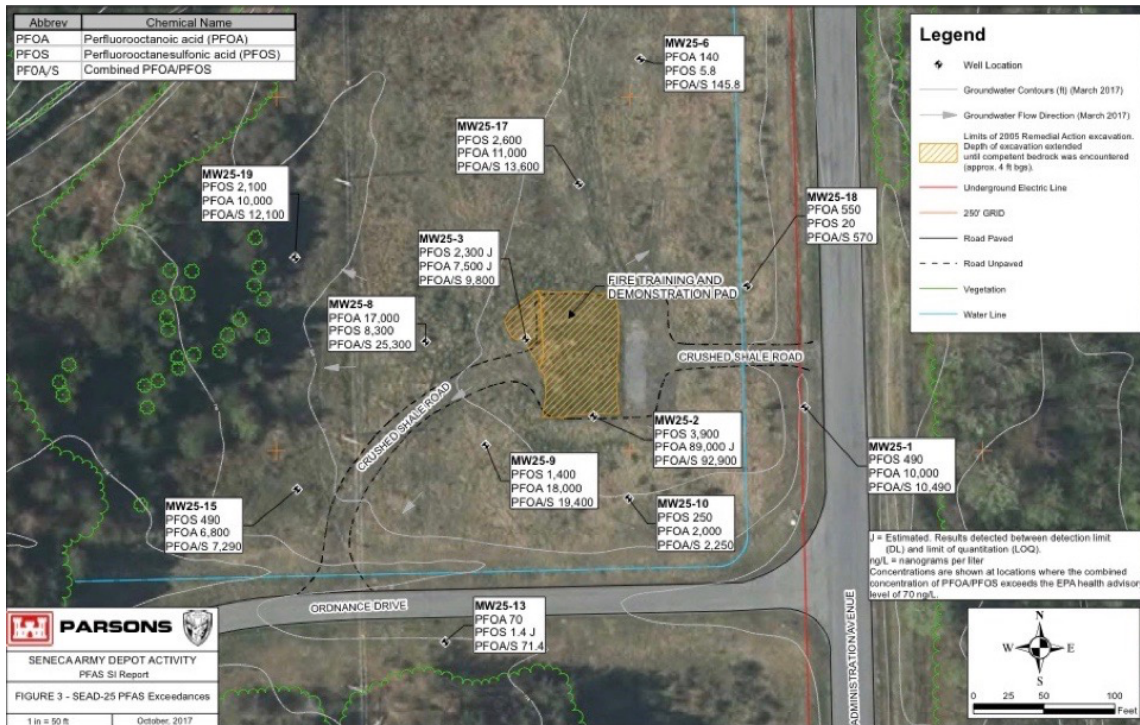 Abbrev Chemical Name
PFOA Perfluorooctanoic acid (PFOA)
PFOS Perfluorooctanesulfonic acid (PFOS)
PFOA/S Combined PFOA/PFOS
MW25-6
PFOA 140
PFOS 5.8
PFOA/S 145.8
MW25-17
PFOS 2,600
PFOA 11,000
PFOA/S 13,600
MW25-19
PFOS 2,100
PFOA 10,000
PFOA/S 12,100
MW25-18
PFOA 550
PFOS 20
PFOA/S 570
MW25-3
PFOS 2,300 J
PFOA 7,500 J
PFOA/S 9,800
FIRE TRAINING AND
DEMONSTRATION PAD
MW25-8
PFOA 17,000
PFOS 8,300
PFOA/S 25,300
CRUSHED SHALE ROAD
CRUSHED SHALE ROAD
MW25-2
PFOS 3,900
PFOA 89,000 J
PFOA/S 92,900
MW25-1
PFOS 490
PFOA 10,000
PFOA/S 10,490
MW25-9
PFOS 1,400
PFOA 18,000
PFOA/S 19,400
MW25-10
PFOS 250
PFOA 2,000
PFOA/S 2,250
MW25-15
PFOS 490
PFOA 6,800
PFOA/S 7,290
ORDNANCE DRIVE
MW25-13
PFOA 70
PFOS 1.4 J
PFOA/S 71.4
ADMINISTRATION AVENUE
Legend
Well Location
Groundwater Contours (ft) (March 2017)
Groundwater Flow Direction (March 2017)
Limits of 2005 Remedial Action excavation.
Depth of excavation extended
until competent bedrock was encountered
(approx. 4 ft bgs).
Underground Electric Line
250' GRID
Road Paved
Road Unpaved
Vegetation
Water Line
J = Estimated. Results detected between detection limit
(DL) and limit of quantitation (LOQ).
ng/L = nanograms per liter
Concentrations are shown at locations where the combined
concentration of PFOA/PFOS exceeds the EPA health advisory
level of 70 ng/L.
N
W E
S
0 50 100
Feet
PARSONS
SENECA ARMY DEPOT ACTIVITY
PFAS SI Report
FIGURE 3 - SEAD-25 PFAS Exceedances
1 in = 50 ft October, 2017